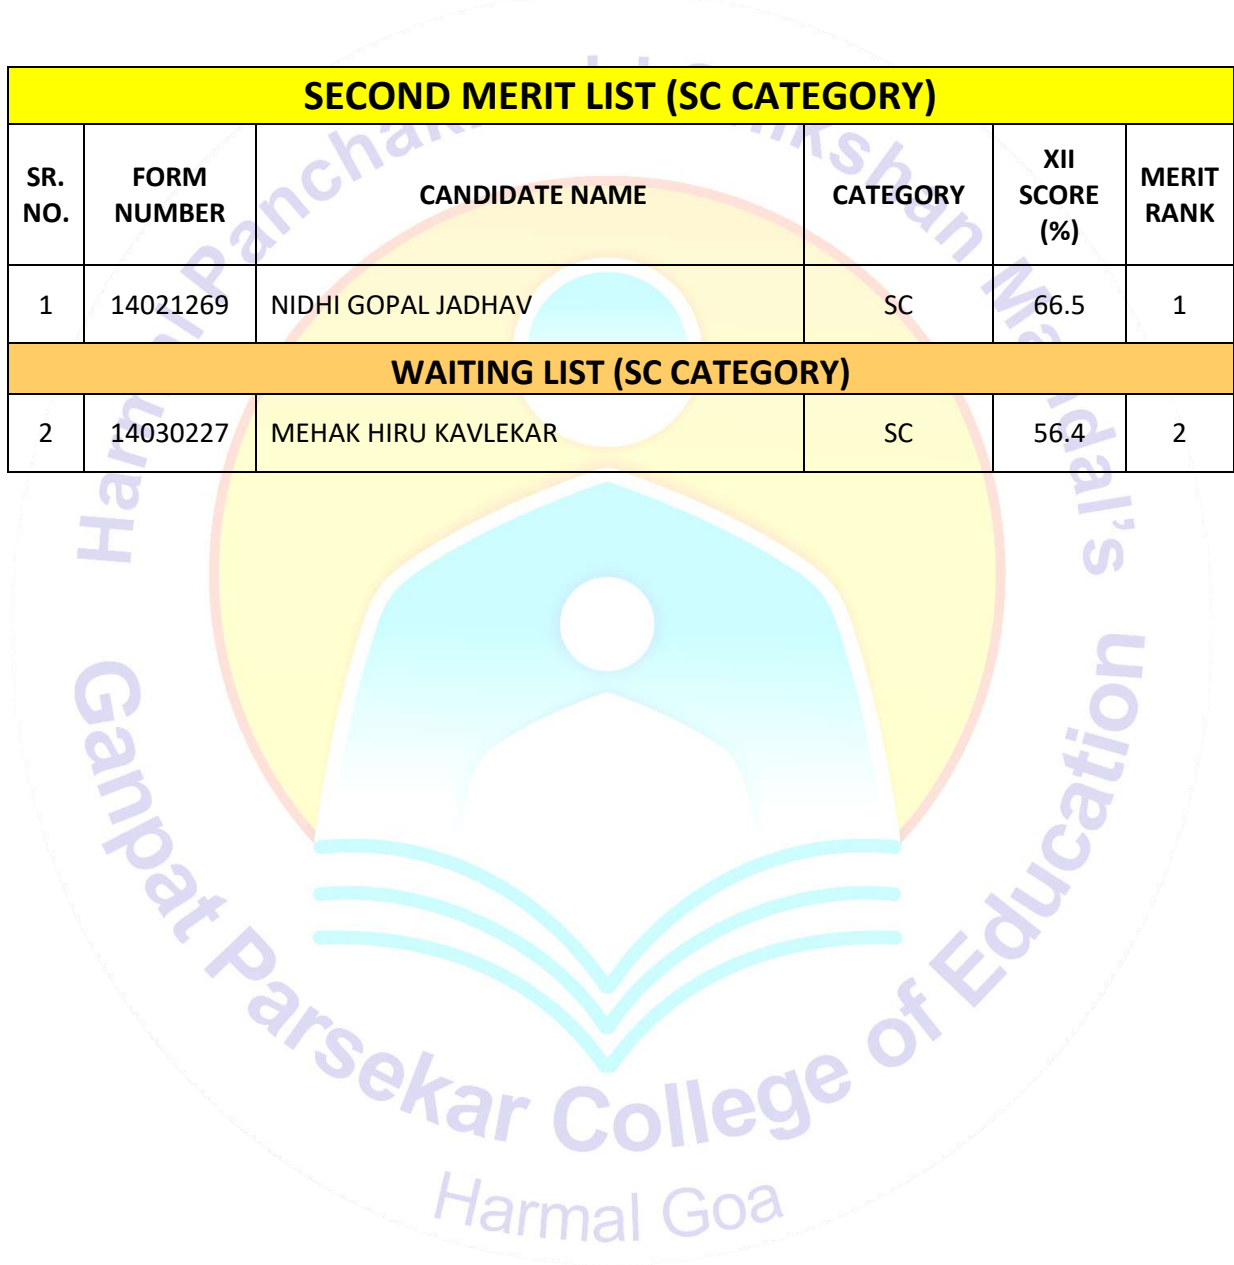 SECOND MERIT LIST (SC CATEGORY)
SR. NO. FORM NUMBER CANDIDATE NAME CATEGORY XII SCORE (%) MERIT RANK
1 14021269 NIDHI GOPAL JADHAV SC 66.5 1
WAITING LIST (SC CATEGORY)
2 14030227 MEHAK HIRU KAVLEKAR SC 56.4 2
Ganpat Parsekar College of Education
Harmal Goa